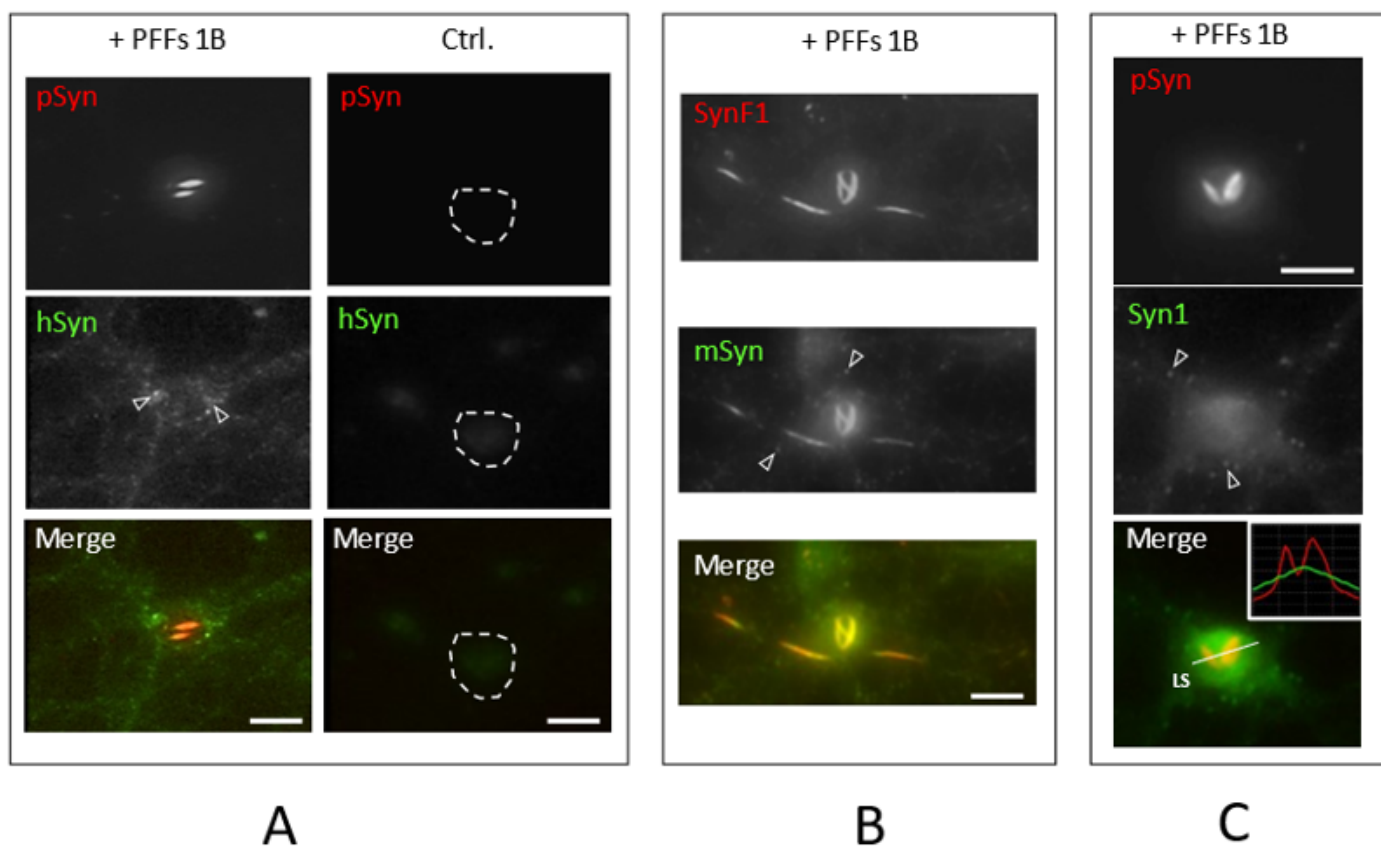 + PFFs 1B
Ctrl.
pSyn
pSyn
hSyn
hSyn
Merge
Merge
A
+ PFFs 1B
SynF1
mSyn
Merge
B
+ PFFs 1B
pSyn
Syn1
Merge
LS
C